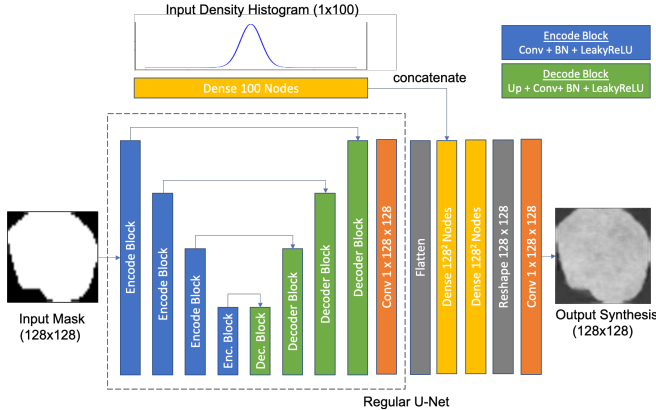 Input Density Histogram (1x100)
Encode Block
Conv + BN + LeakyReLU
Decode Block
Up + Conv+ BN + LeakyReLU
Dense 100 Nodes
concatenate
Encode Block
Encode Block
Encode Block
Enc. Block
Dec. Block
Decoder Block
Decoder Block
Decoder Block
Conv 1 x 128 x 128
Flatten
Dense 128² Nodes
Dense 128² Nodes
Reshape 128 x 128
Conv 1 x 128 x 128
Input Mask
(128x128)
Output Synthesis
(128x128)
Regular U-Net